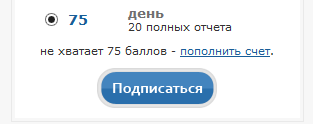 75 день
20 полных отчета
не хватает 75 баллов - пополнить счет.
Подписаться